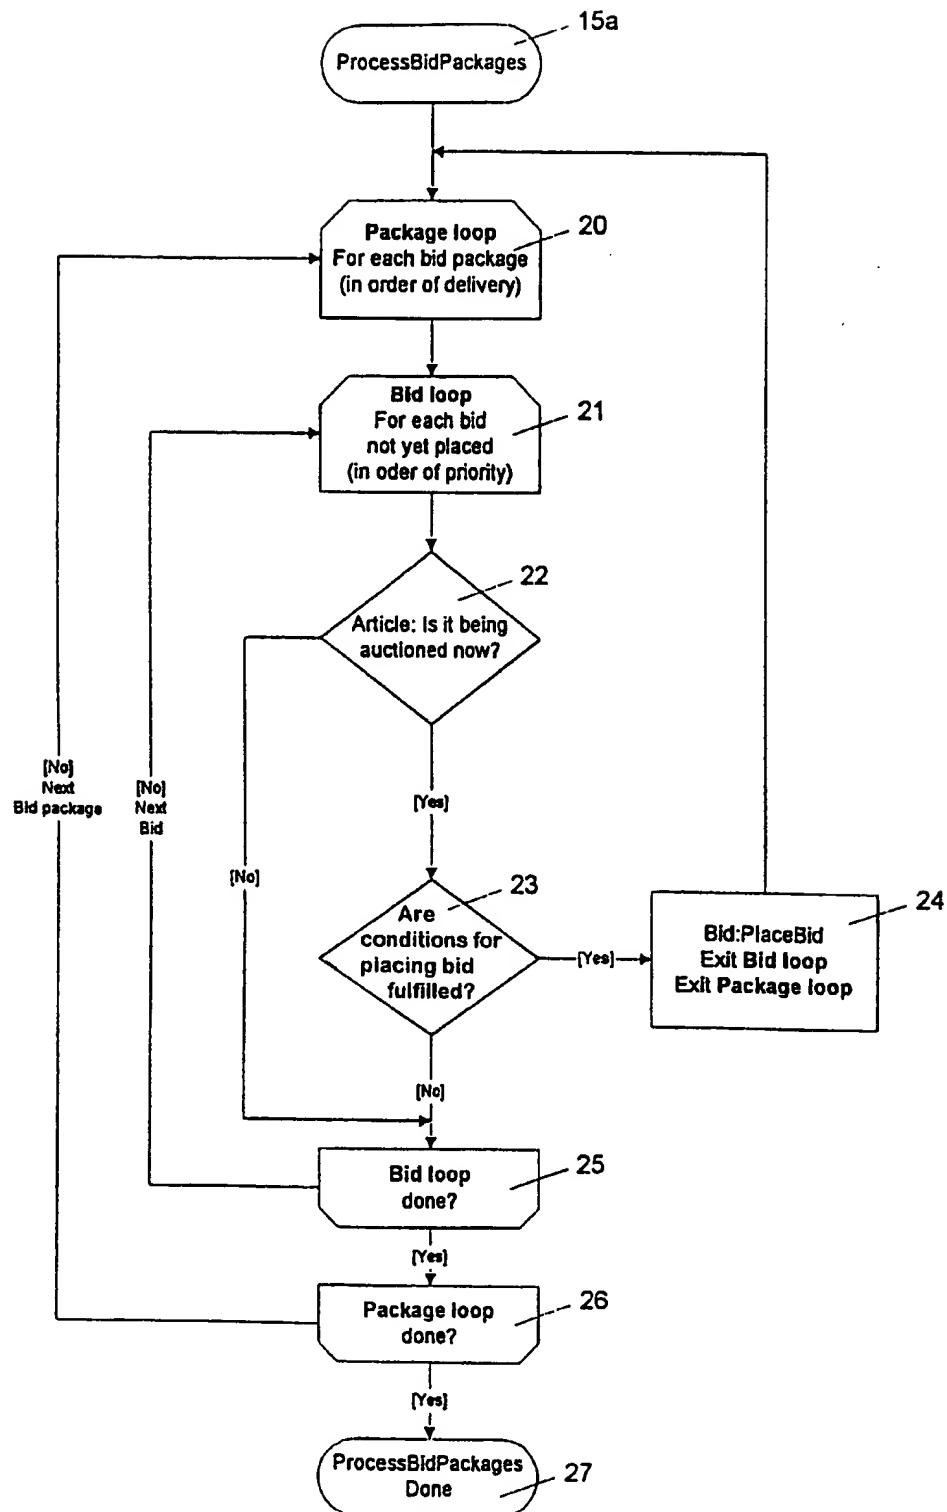 15a
ProcessBidPackages
20
Package loop
For each bid package
(in order of delivery)
21
Bid loop
For each bid
not yet placed
(in oder of priority)
22
Article: Is it being
auctioned now?
[No]
Next
Bid package
[No]
Next
Bid
[Yes]
[No]
23
Are
conditions for
placing bid
fulfilled?
[Yes]
24
Bid:PlaceBid
Exit Bid loop
Exit Package loop
[No]
25
Bid loop
done?
[Yes]
26
Package loop
done?
[Yes]
ProcessBidPackages
Done
27